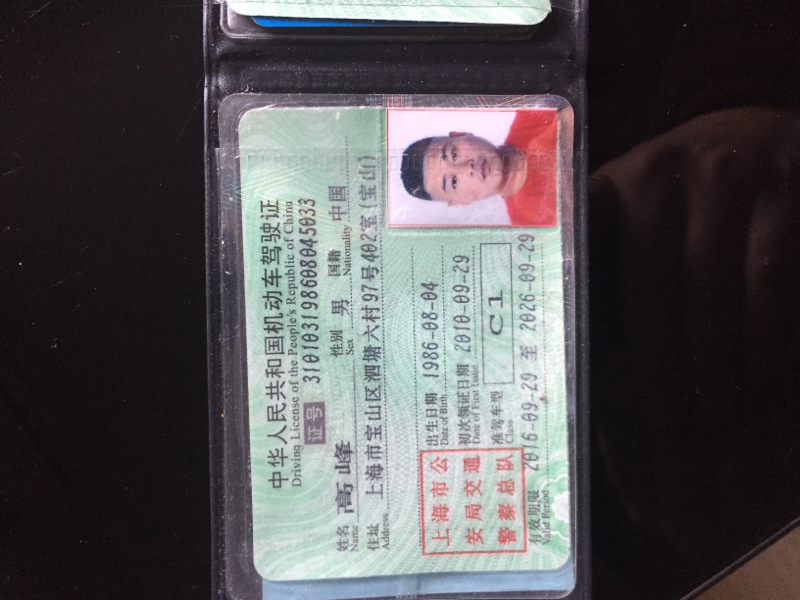 中华人民共和国机动车驾驶证
Driving License of the People's Republic of China
证号 310103198608045033
姓名 高峰 性别 男 国籍 中国
Name Sex Nationality
住址 上海市宝山区泗塘六村97号402室(宝山)
Address
出生日期 1986-08-04
Date of Birth
初次领证日期 2010-09-29
Date of First Issue
准驾车型 C1
Class
上海市公
安局交通
警察总队
有效期限 2016-09-29 至 2026-09-29
Valid Period